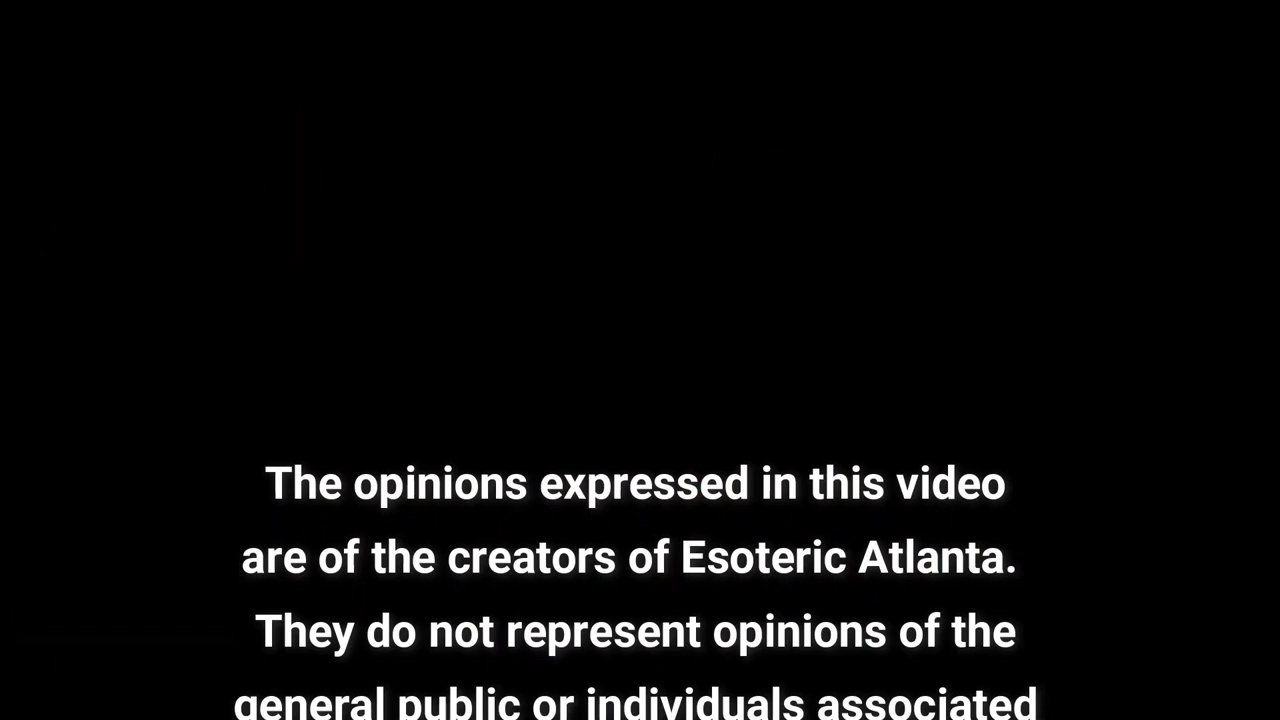 The opinions expressed in this video
are of the creators of Esoteric Atlanta.
They do not represent opinions of the
general public or individuals associated